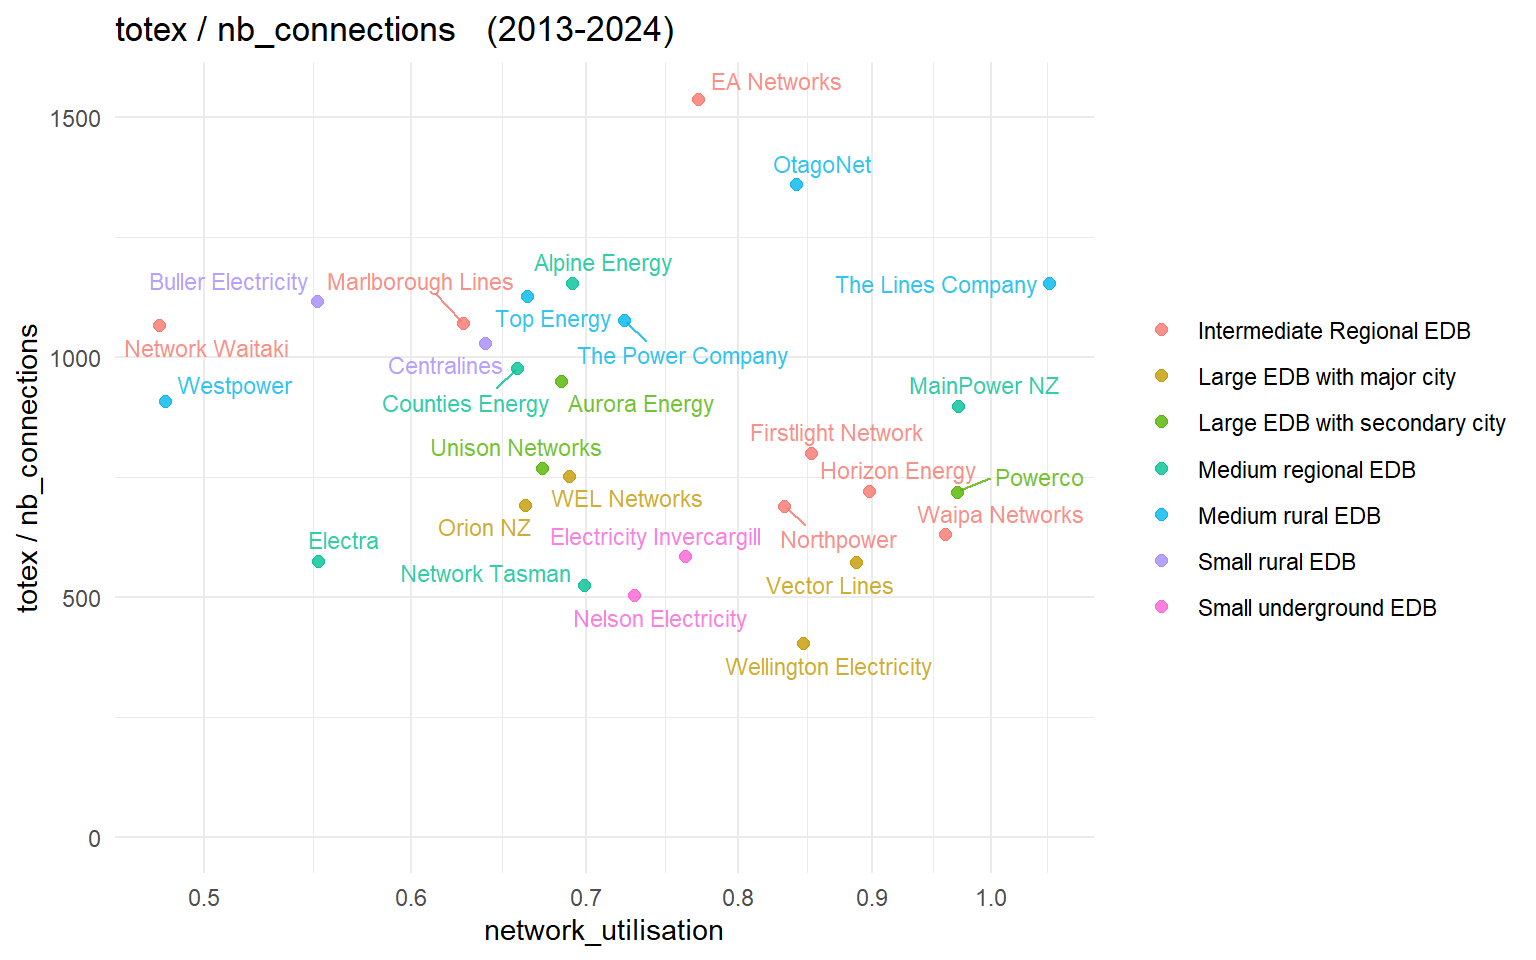 totex / nb_connections (2013-2024)
EA Networks
1500
OtagoNet
Alpine Energy
Buller Electricity
Marlborough Lines
The Lines Company
Top Energy
Network Waitaki
The Power Company
1000
Centralines
Westpower
MainPower NZ
Counties Energy
Aurora Energy
Firstlight Network
Unison Networks
Horizon Energy
Powerco
WEL Networks
Waipa Networks
Orion NZ
Electricity Invercargill
Northpower
Electra
Network Tasman
Vector Lines
500
Nelson Electricity
Wellington Electricity
0
totex / nb_connections
0.5 0.6 0.7 0.8 0.9 1.0
network_utilisation
Intermediate Regional EDB
Large EDB with major city
Large EDB with secondary city
Medium regional EDB
Medium rural EDB
Small rural EDB
Small underground EDB